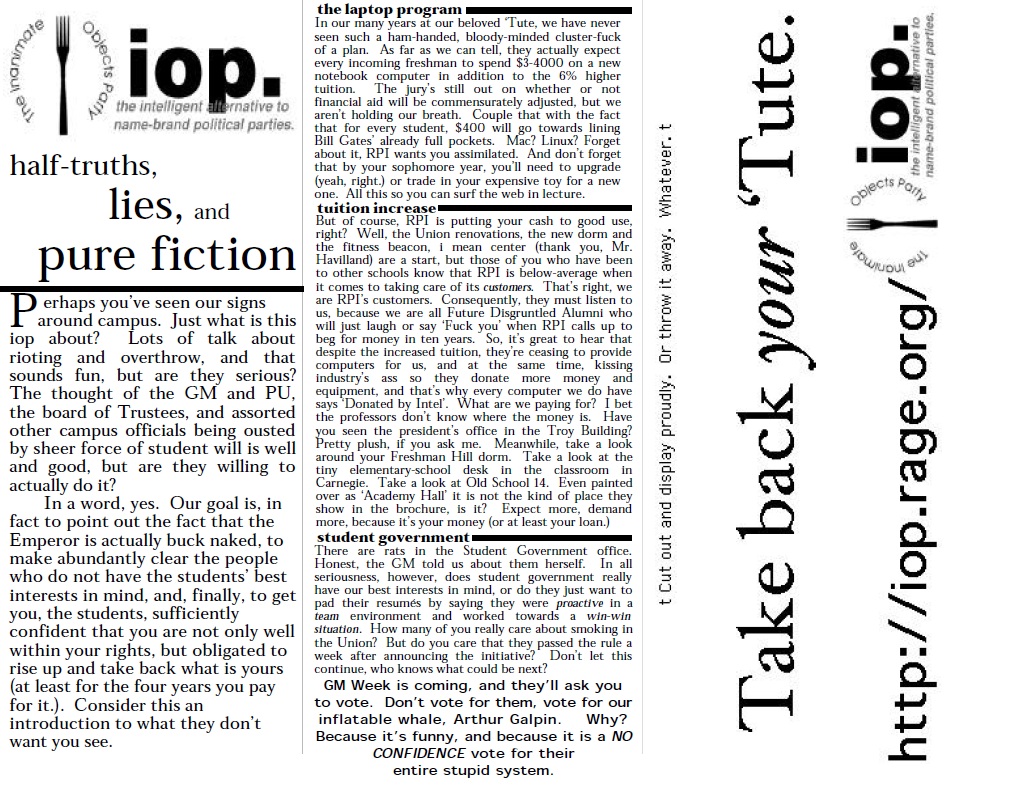 The Inanimate
Objects Party
iop.
the intelligent alternative to
name-brand political parties.
half-truths,
lies, and
pure fiction
Perhaps you've seen our signs
around campus. Just what is this
iop about? Lots of talk about
rioting and overthrow, and that
sounds fun, but are they serious?
The thought of the GM and PU,
the board of Trustees, and assorted
other campus officials being ousted
by sheer force of student will is well
and good, but are they willing to
actually do it?
In a word, yes. Our goal is, in
fact to point out the fact that the
Emperor is actually buck naked, to
make abundantly clear the people
who do not have the students' best
interests in mind, and, finally, to get
you, the students, sufficiently
confident that you are not only well
within your rights, but obligated to
rise up and take back what is yours
(at least for the four years you pay
for it.). Consider this an
introduction to what they don't
want you see.
the laptop program
In our many years at our beloved 'Tute, we have never
seen such a ham-handed, bloody-minded cluster-fuck
of a plan. As far as we can tell, they actually expect
every incoming freshman to spend $3-4000 on a new
notebook computer in addition to the 6% higher
tuition. The jury's still out on whether or not
financial aid will be commensurately adjusted, but we
aren't holding our breath. Couple that with the fact
that for every student, $400 will go towards lining
Bill Gates' already full pockets. Mac? Linux? Forget
about it, RPI wants you assimilated. And don't forget
that by your sophomore year, you'll need to upgrade
(yeah, right.) or trade in your expensive toy for a new
one. All this so you can surf the web in lecture.
tuition increase
But of course, RPI is putting your cash to good use,
right? Well, the Union renovations, the new dorm and
the fitness beacon, i mean center (thank you, Mr.
Havilland) are a start, but those of you who have been
to other schools know that RPI is below-average when
it comes to taking care of its customers. That's right, we
are RPI's customers. Consequently, they must listen to
us, because we are all Future Disgruntled Alumni who
will just laugh or say 'Fuck you' when RPI calls up to
beg for money in ten years. So, it's great to hear that
despite the increased tuition, they're ceasing to provide
computers for us, and at the same time, kissing
industry's ass so they donate more money and
equipment, and that's why every computer we do have
says 'Donated by Intel'. What are we paying for? I bet
the professors don't know where the money is. Have
you seen the president's office in the Troy Building?
Pretty plush, if you ask me. Meanwhile, take a look
around your Freshman Hill dorm. Take a look at the
tiny elementary-school desk in the classroom in
Carnegie. Take a look at Old School 14. Even painted
over as 'Academy Hall' it is not the kind of place they
show in the brochure, is it? Expect more, demand
more, because it's your money (or at least your loan.)
student government
There are rats in the Student Government office.
Honest, the GM told us about them herself. In all
seriousness, however, does student government really
have our best interests in mind, or do they just want to
pad their resumés by saying they were proactive in a
team environment and worked towards a win-win
situation. How many of you really care about smoking in
the Union? But do you care that they passed the rule a
week after announcing the initiative? Don't let this
continue, who knows what could be next?
GM Week is coming, and they'll ask you
to vote. Don't vote for them, vote for our
inflatable whale, Arthur Galpin. Why?
Because it's funny, and because it is a NO
CONFIDENCE vote for their
entire stupid system.
t Cut out and display proudly. Or throw it away. Whatever. t
Take back your 'Tute.
http://iop.rage.org/
The Inanimate
Objects Party
iop.
the intelligent alternative to
name-brand political parties.